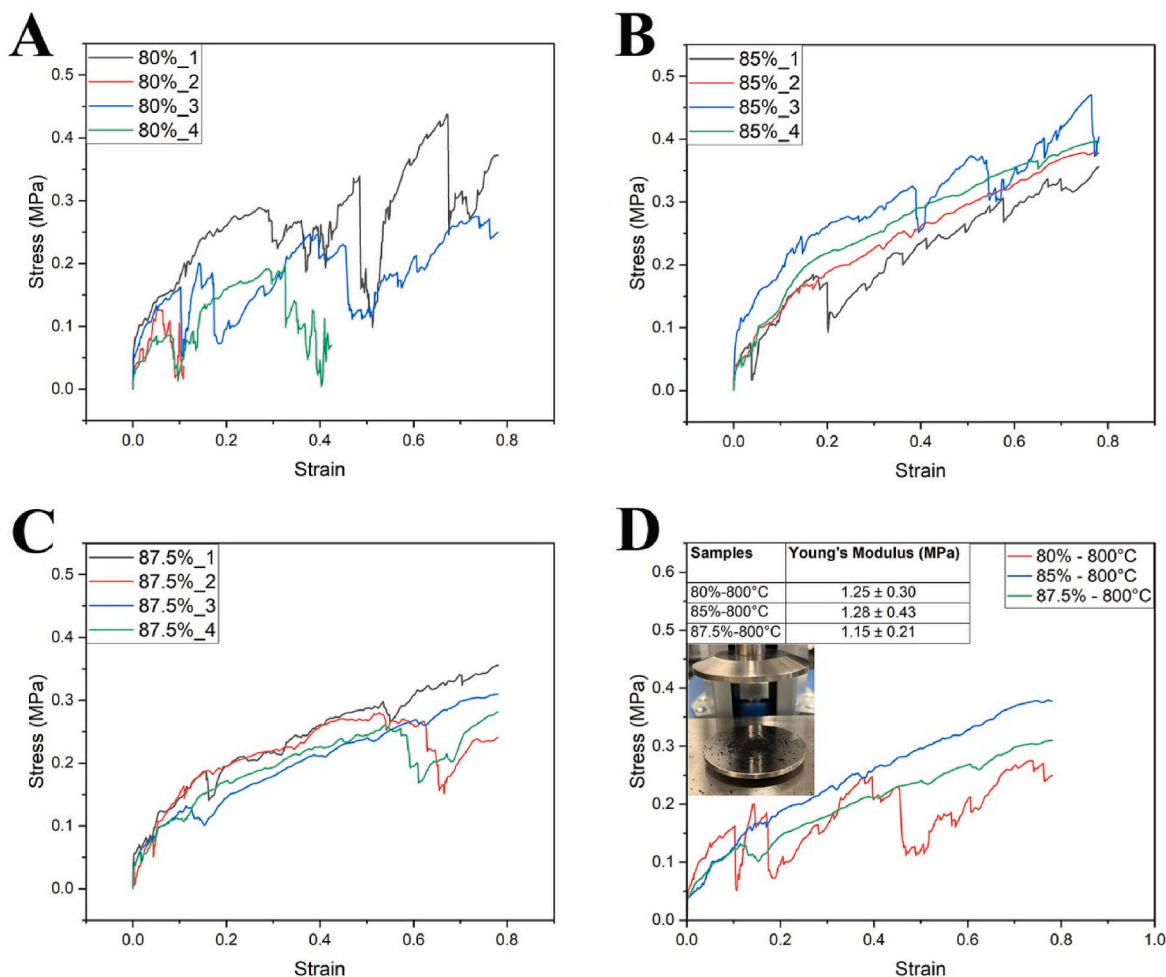 A
80%_1
80%_2
80%_3
80%_4
0.5
0.4
0.3
0.2
0.1
0.0
Stress (MPa)
0.0 0.2 0.4 0.6 0.8
Strain
B
85%_1
85%_2
85%_3
85%_4
0.5
0.4
0.3
0.2
0.1
0.0
Stress (MPa)
0.0 0.2 0.4 0.6 0.8
Strain
C
87.5%_1
87.5%_2
87.5%_3
87.5%_4
0.5
0.4
0.3
0.2
0.1
0.0
Stress (MPa)
0.0 0.2 0.4 0.6 0.8
Strain
D
Samples Young's Modulus (MPa)
80%-800°C 1.25 ± 0.30
85%-800°C 1.28 ± 0.43
87.5%-800°C 1.15 ± 0.21
80% - 800°C
85% - 800°C
87.5% - 800°C
0.6
0.5
0.4
0.3
0.2
0.1
0.0
Stress (MPa)
0.0 0.2 0.4 0.6 0.8 1.0
Strain